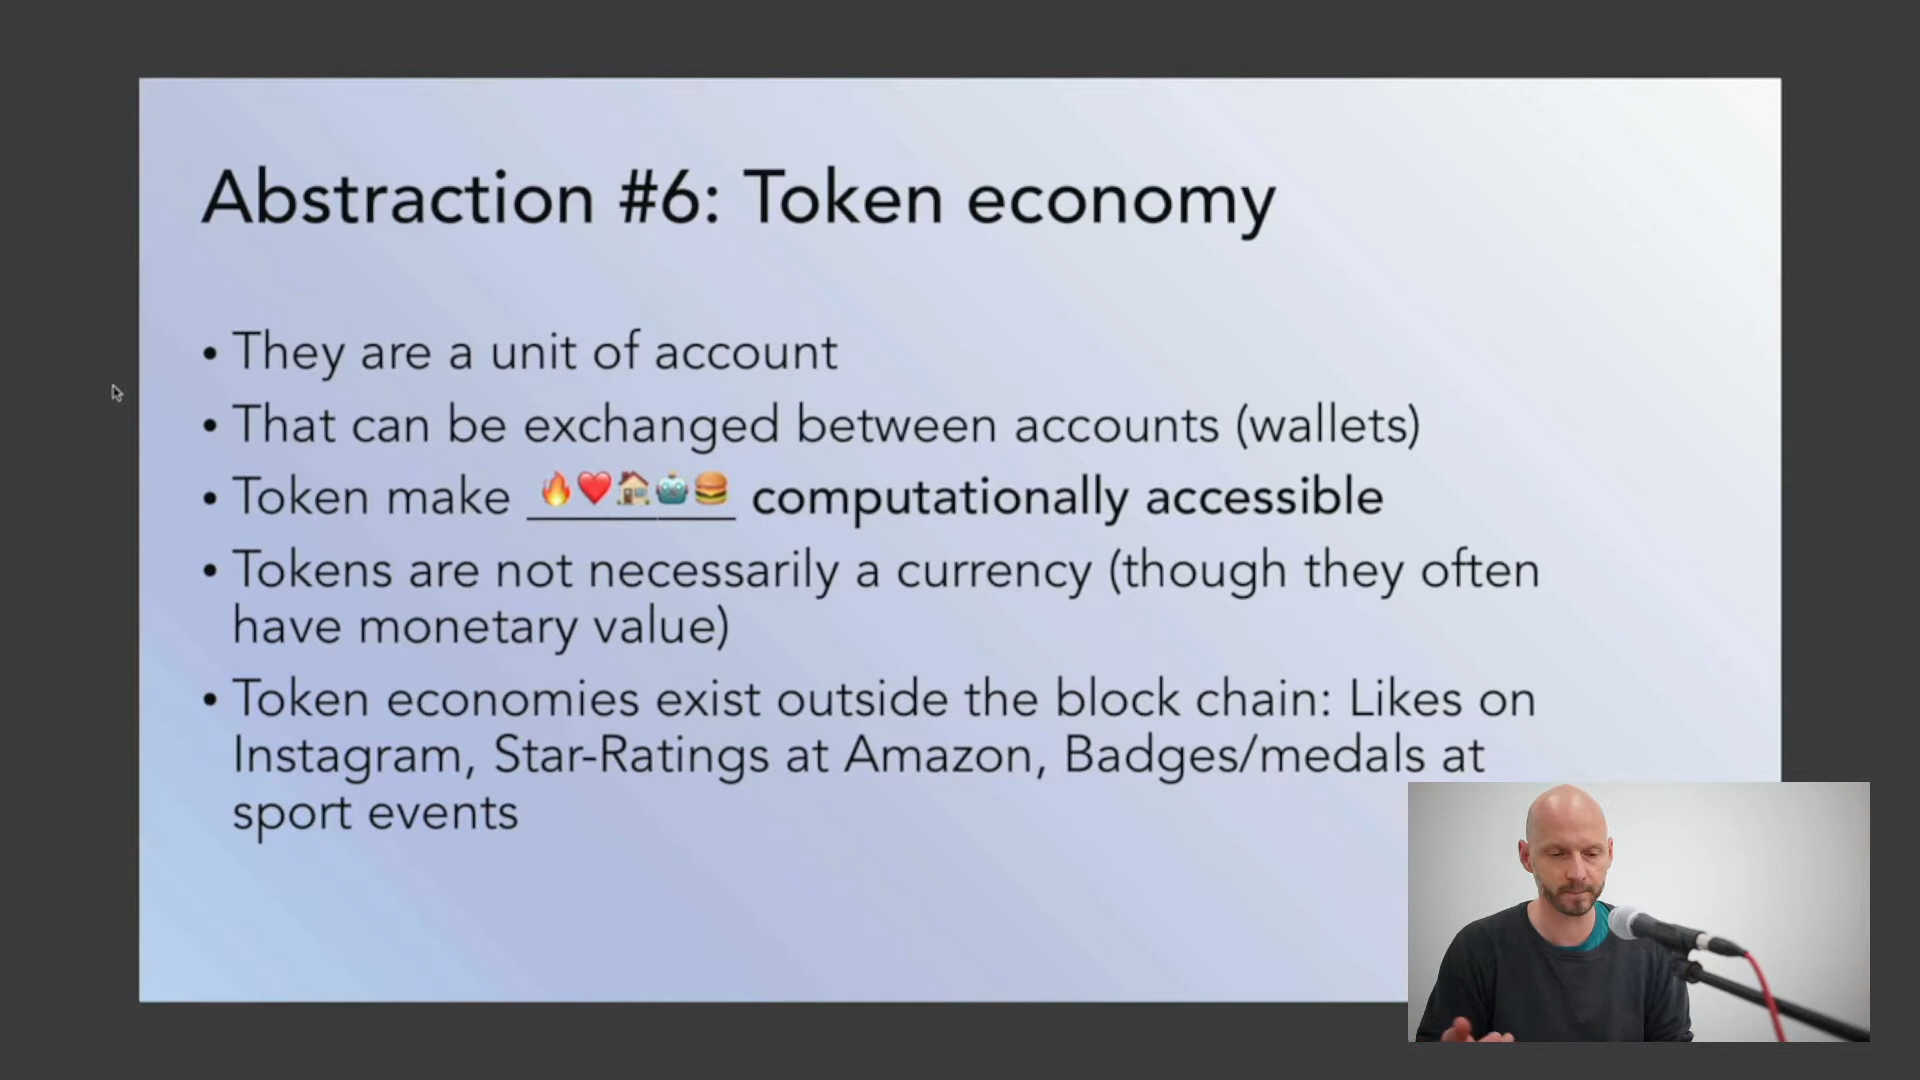 Abstraction #6: Token economy
• They are a unit of account
• That can be exchanged between accounts (wallets)
• Token make 🔥❤️🏠🤖🍔 computationally accessible
• Tokens are not necessarily a currency (though they often
have monetary value)
• Token economies exist outside the block chain: Likes on
Instagram, Star-Ratings at Amazon, Badges/medals at
sport events